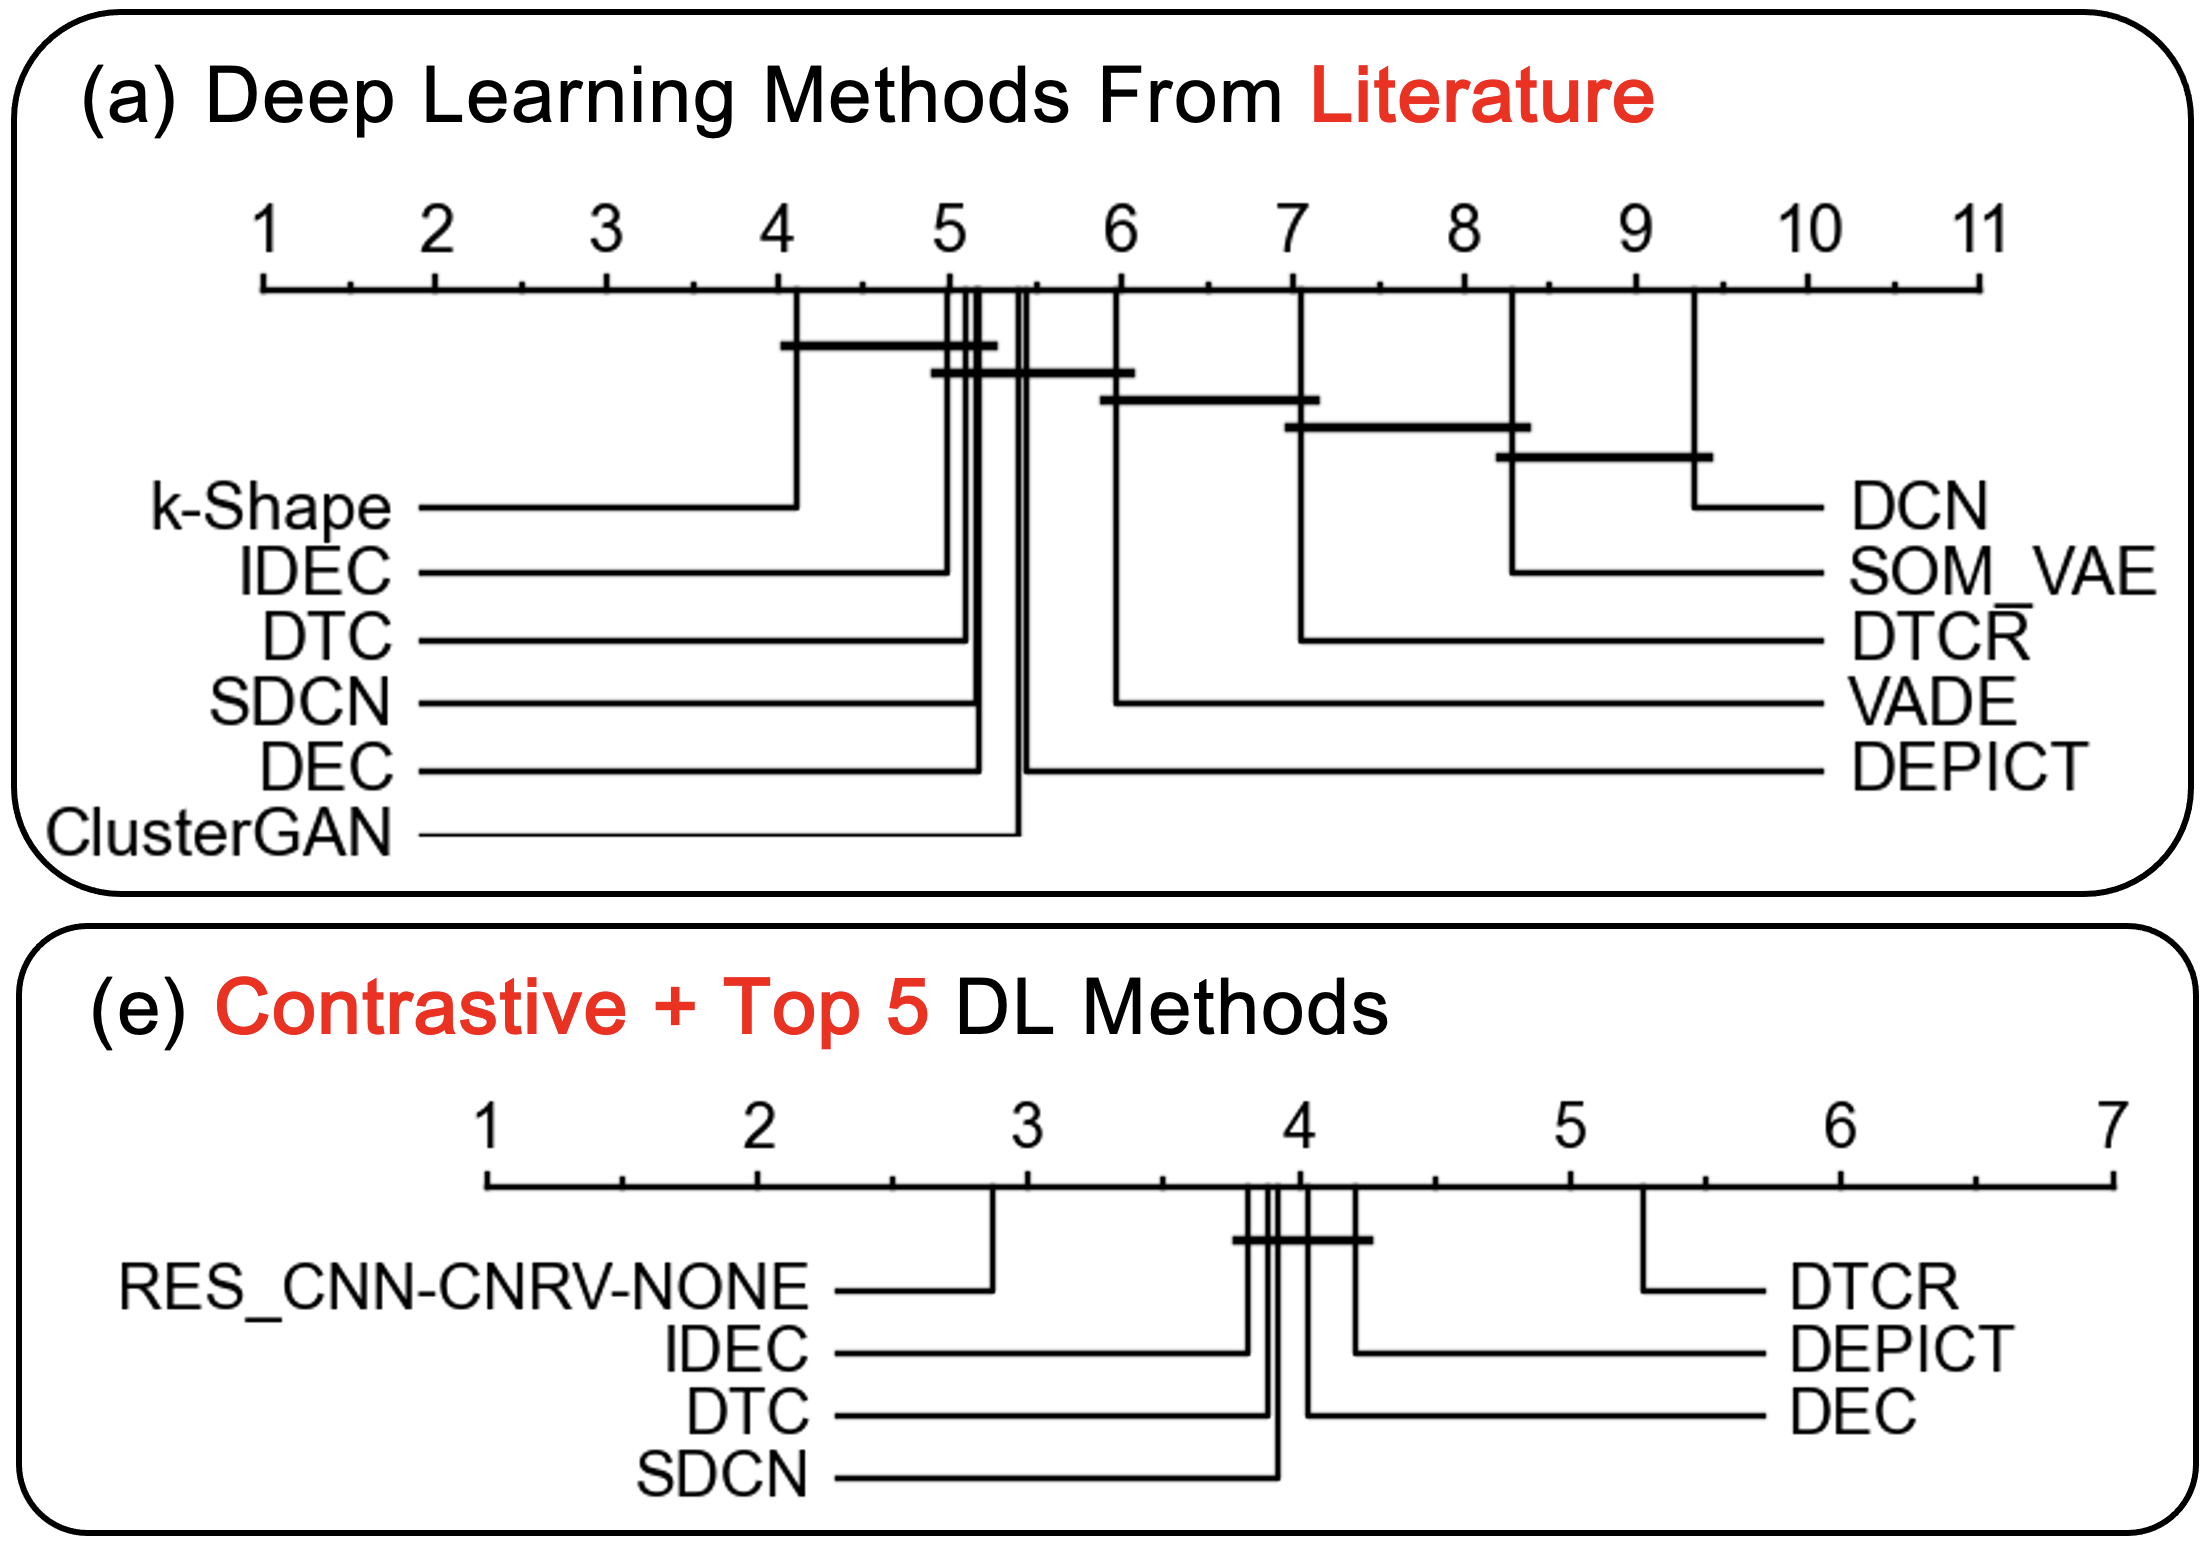 (a) Deep Learning Methods From Literature
1 2 3 4 5 6 7 8 9 10 11
k-Shape
IDEC
DTC
SDCN
DEC
ClusterGAN
DCN
SOM_VAE
DTCR
VADE
DEPICT
(e) Contrastive + Top 5 DL Methods
1 2 3 4 5 6 7
RES_CNN-CNRV-NONE
IDEC
DTC
SDCN
DTCR
DEPICT
DEC